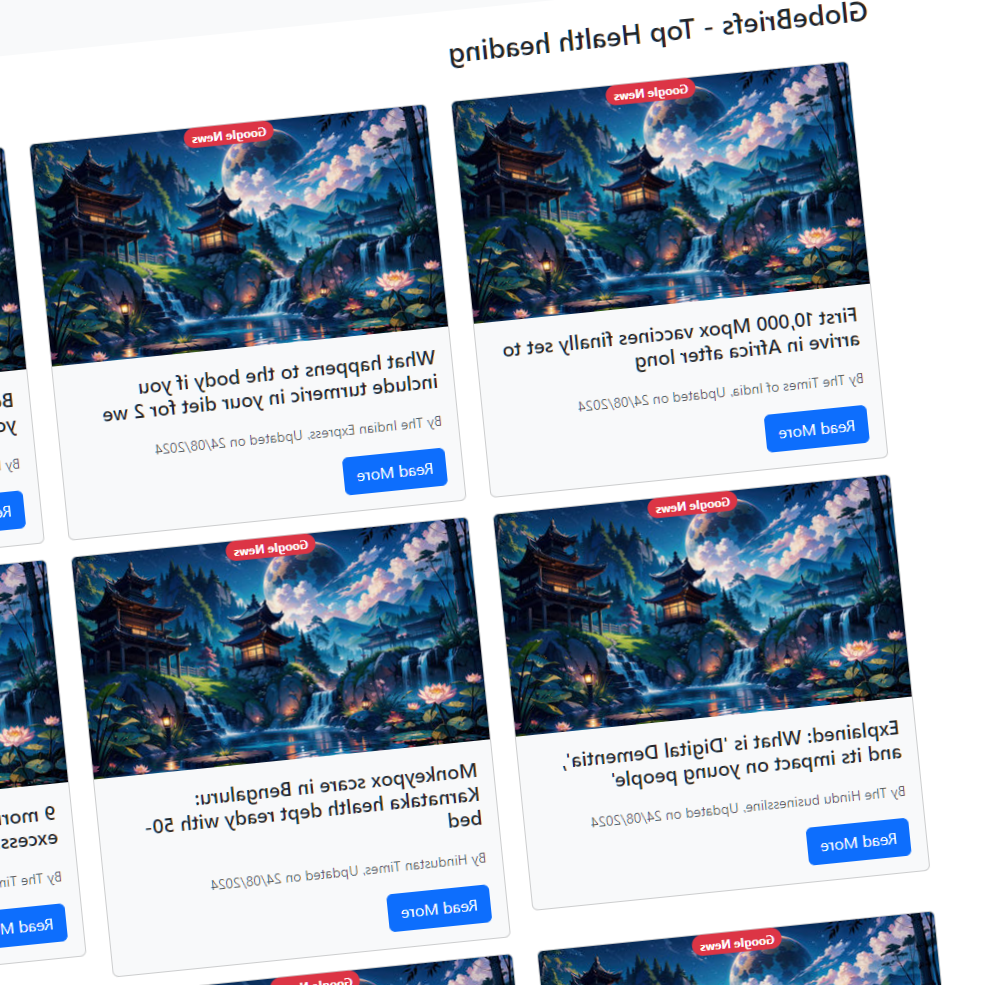 GlobeBriefs - Top Health heading
Google News
First 10,000 Mpox vaccines finally set to
arrive in Africa after long
By The Times of India, Updated on 24/08/2024
Read More
Google News
What happens to the body if you
include turmeric in your diet for 2 we
By The Indian Express, Updated on 24/08/2024
Read More
By
Google News
Explained: What is 'Digital Dementia',
and its impact on young people'
By The Hindu businessline, Updated on 24/08/2024
Read More
Google News
Monkeypox scare in Bengaluru:
Karnataka health dept ready with 50-
bed
By Hindustan Times, Updated on 24/08/2024
Read More
9 more
excess
By The Tim
Read M
Google News
Google News